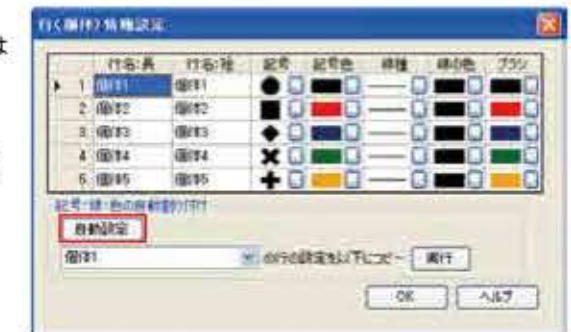 は
行(個体)情報設定
行名:長 行名:短 記号 記号色 線種 線の色 ブラシ
1 個体1 個体1
2 個体2 個体2
3 個体3 個体3
4 個体4 個体4
5 個体5 個体5
記号・線・色の自動割り付け
自動設定
個体1 の行の設定を以下にコピー 実行
OK ヘルプ